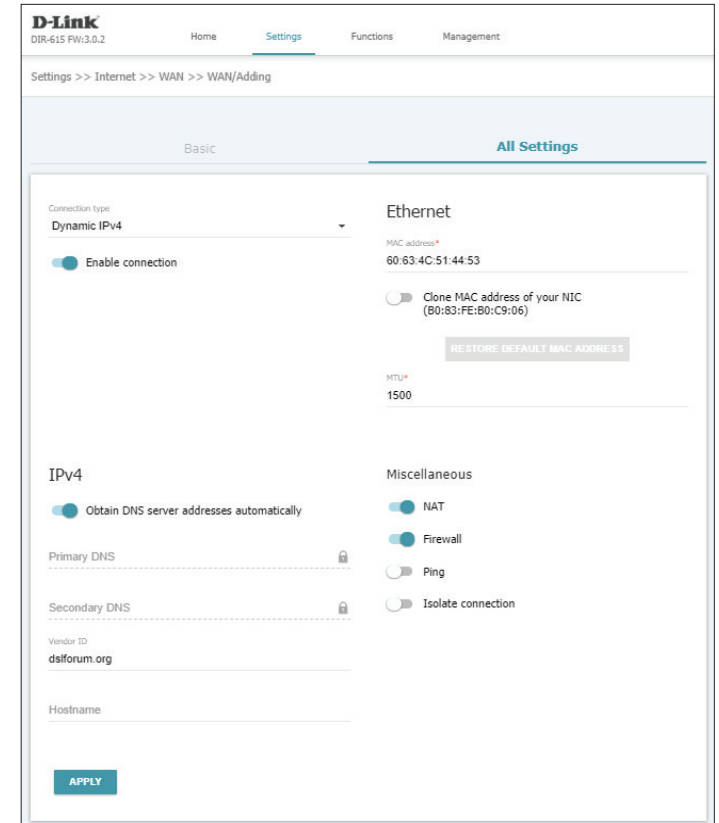 D-Link
DIR-615 FW:3.0.2
Home
Settings
Functions
Management
Settings >> Internet >> WAN >> WAN/Adding
Basic
All Settings
Connection type
Dynamic IPv4
Enable connection
Ethernet
MAC address*
60:63:4C:51:44:53
Clone MAC address of your NIC
(B0:83:FE:B0:C9:06)
RESTORE DEFAULT MAC ADDRESS
MTU*
1500
IPv4
Obtain DNS server addresses automatically
Primary DNS
Secondary DNS
Vendor ID
dslforum.org
Hostname
Miscellaneous
NAT
Firewall
Ping
Isolate connection
APPLY